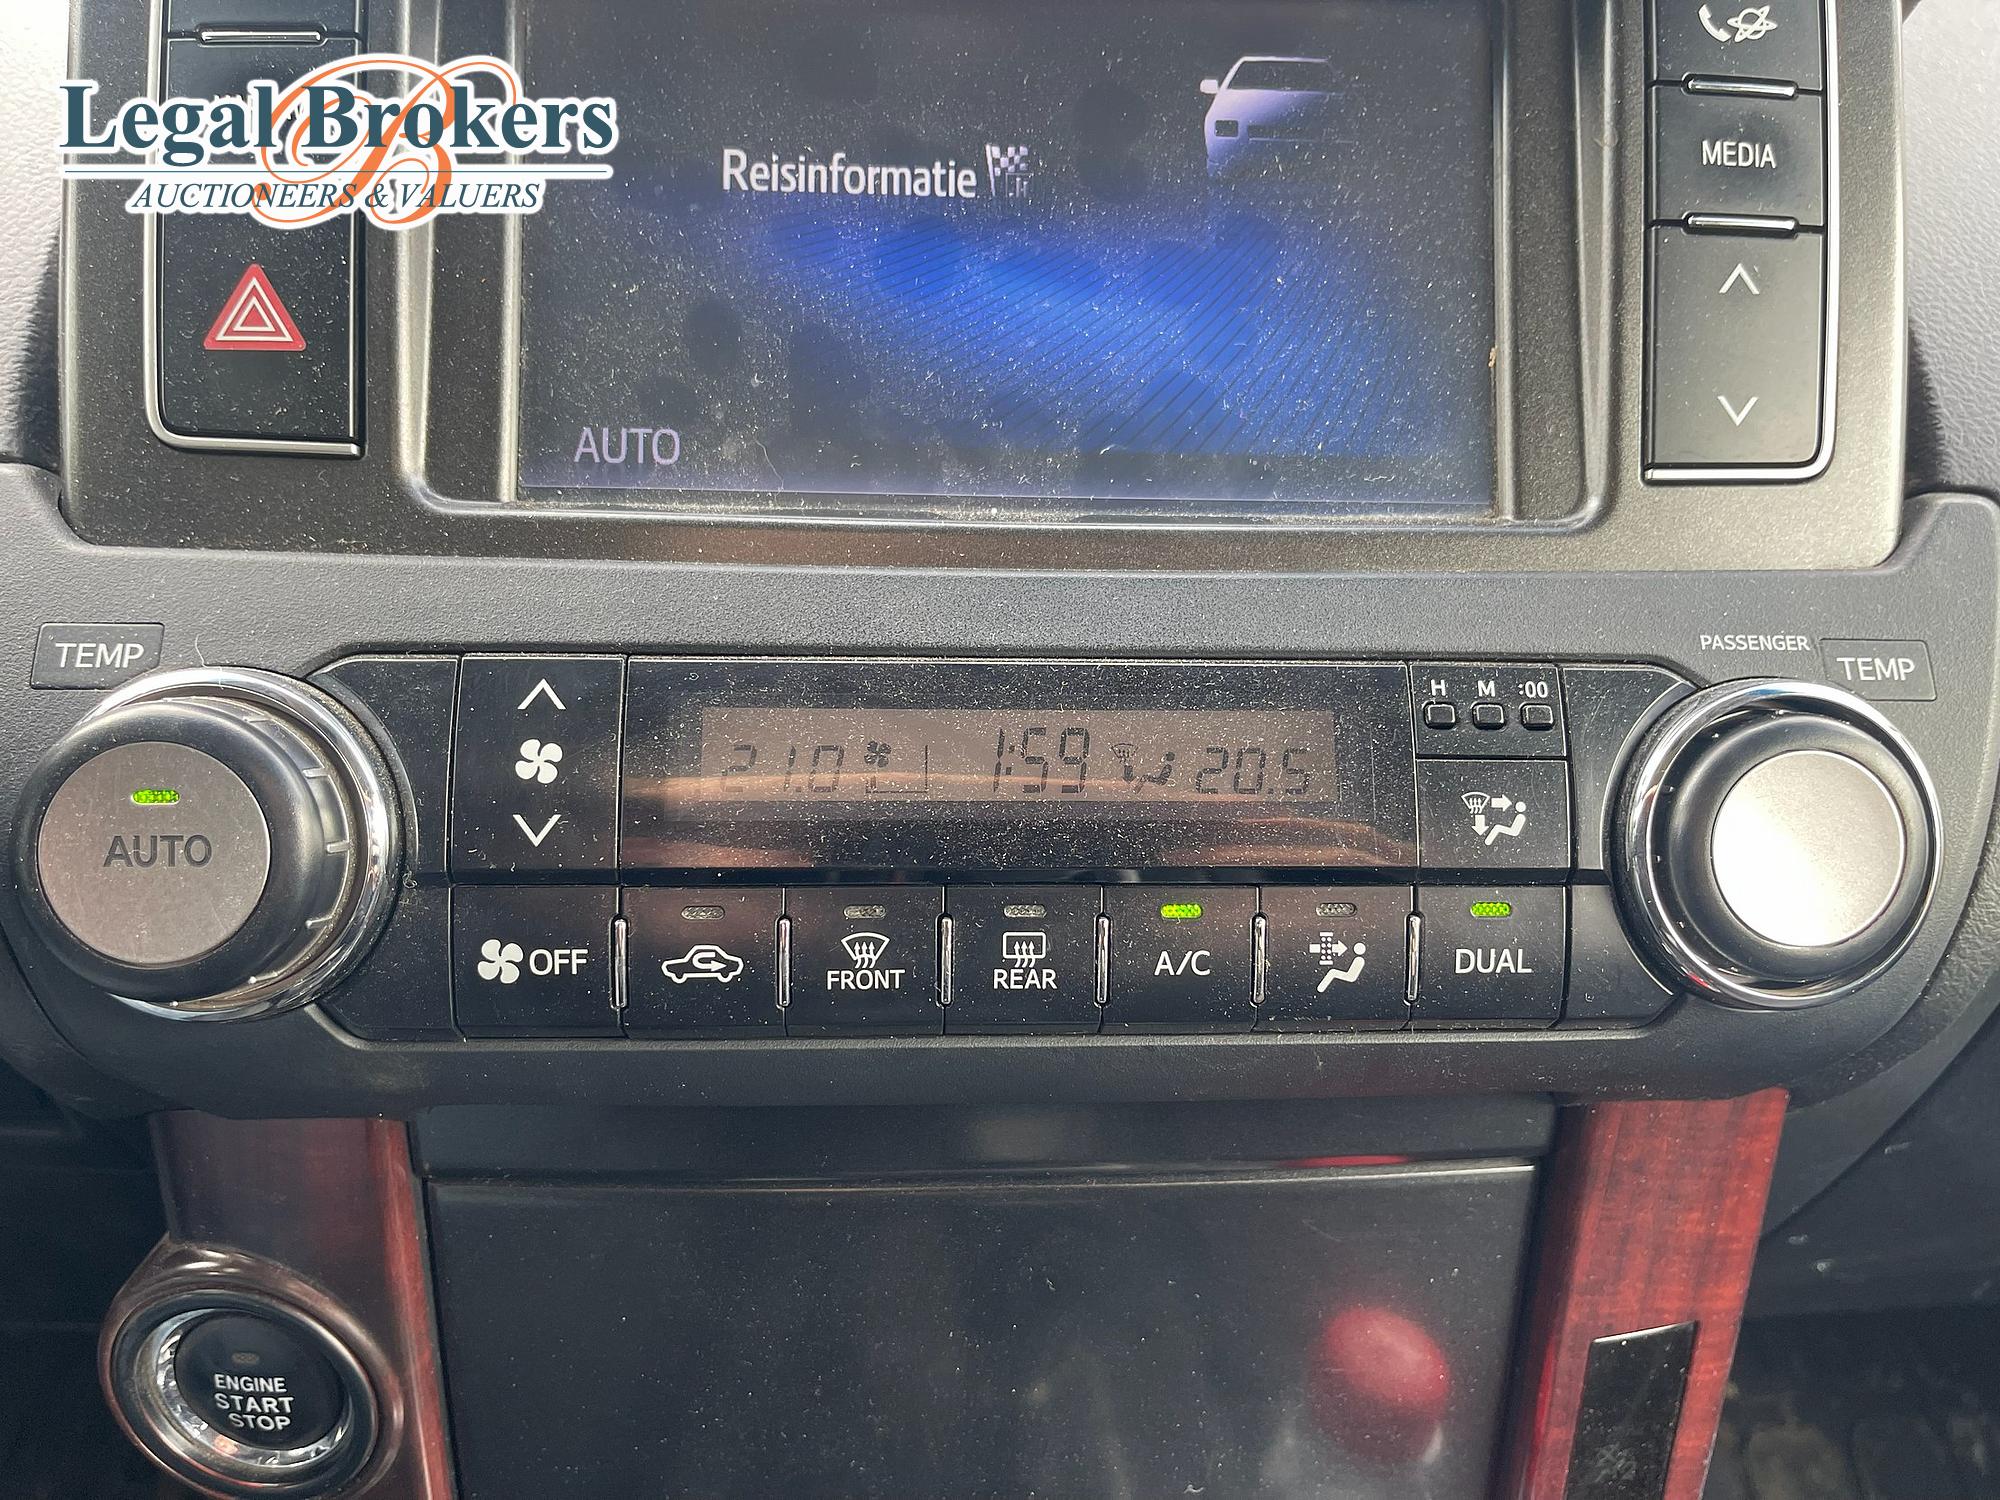 Legal Brokers
AUCTIONEERS & VALUERS
MEDIA
Reisinformatie
AUTO
TEMP
PASSENGER
TEMP
H M :00
21.0 1:59 20.5
AUTO
OFF
FRONT
REAR
A/C
DUAL
ENGINE
START
STOP